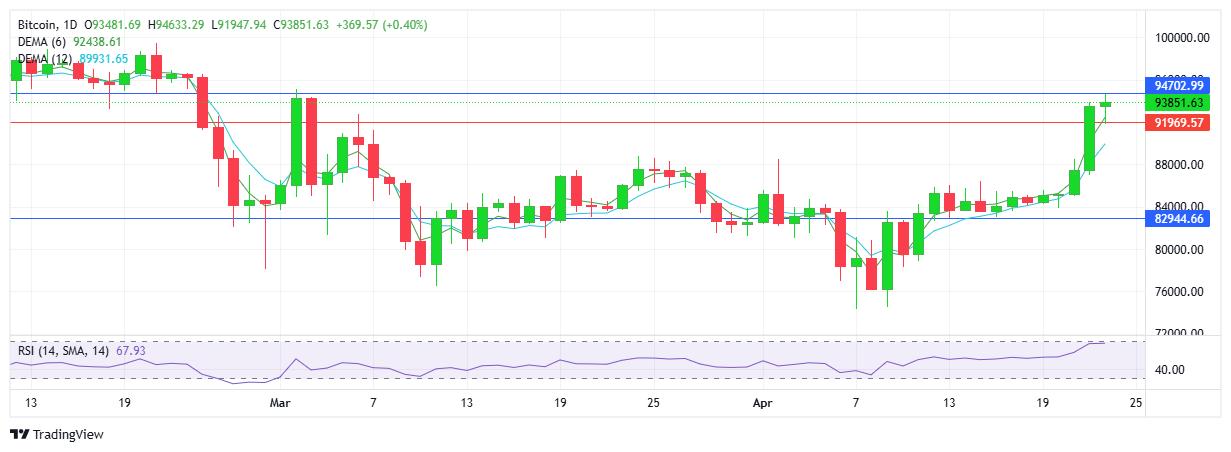 Bitcoin, 1D O93481.69 H94633.29 L91947.94 C93851.63 +369.57 (+0.40%)
DEMA (6) 92438.61
DEMA (12) 89931.65
100000.00
96000.00
94702.99
93851.63
91969.57
88000.00
84000.00
82944.66
80000.00
76000.00
72000.00
RSI (14, SMA, 14) 67.93
40.00
13 19 Mar 7 13 19 25 Apr 7 13 19 25
TradingView